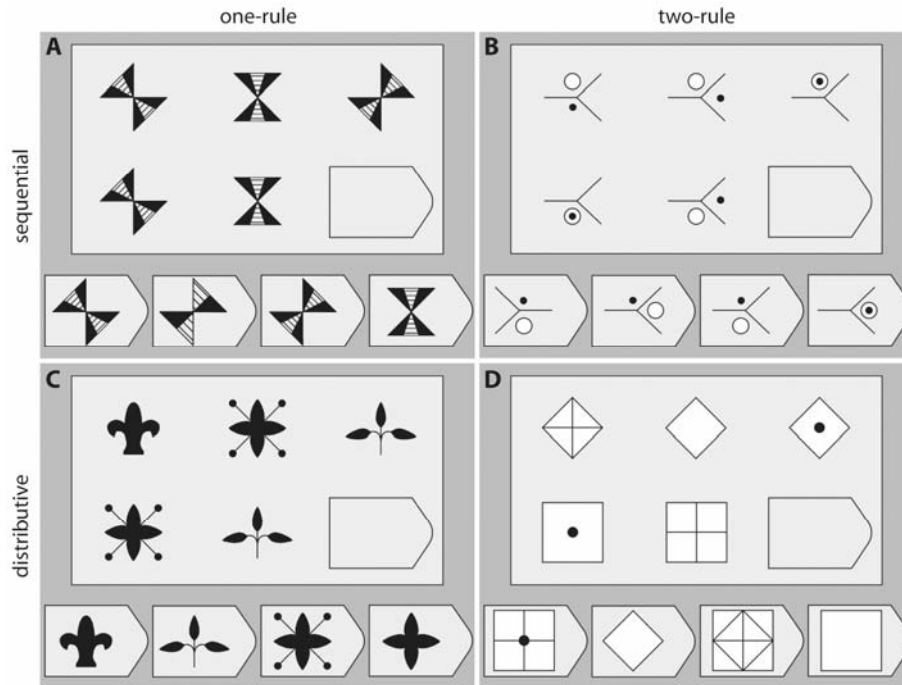 one-rule
two-rule
A
B
sequential
C
D
distributive